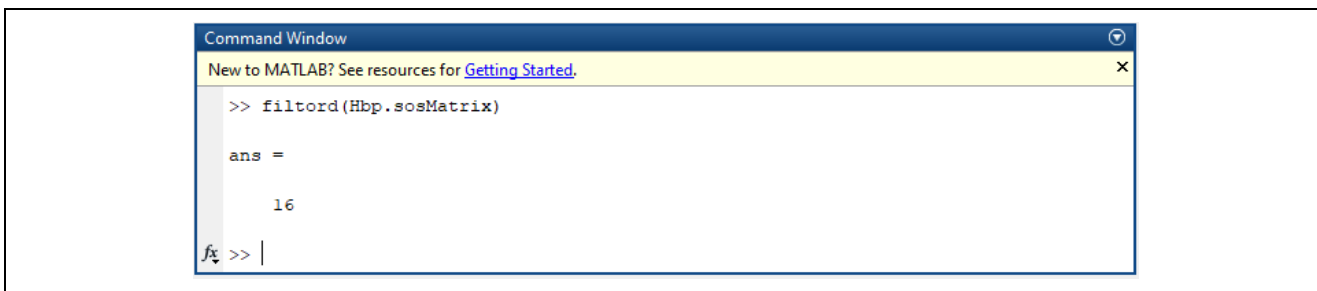 Command Window
New to MATLAB? See resources for Getting Started.
>> filtord(Hbp.sosMatrix)
ans =
16
fx >>